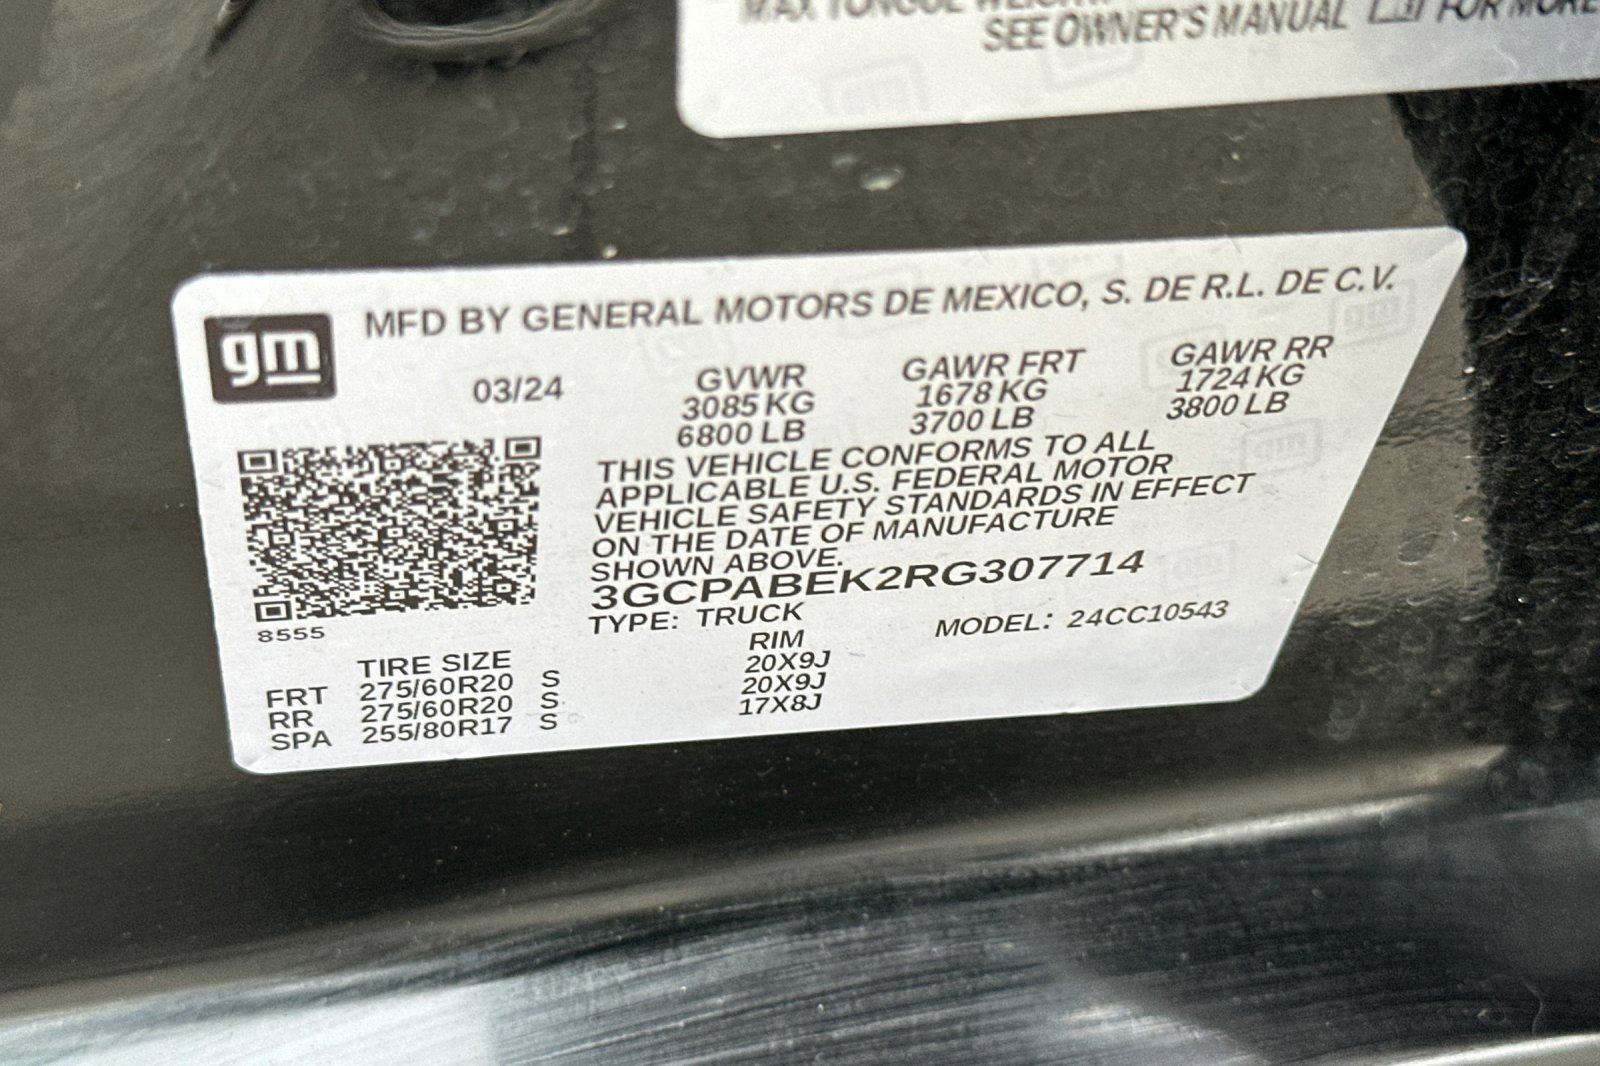 MAX TONGUE WEIGHT
SEE OWNER'S MANUAL FOR MORE
gm
MFD BY GENERAL MOTORS DE MEXICO, S. DE R.L. DE C.V.
03/24 GVWR GAWR FRT GAWR RR
3085 KG 1678 KG 1724 KG
6800 LB 3700 LB 3800 LB
THIS VEHICLE CONFORMS TO ALL
APPLICABLE U.S. FEDERAL MOTOR
VEHICLE SAFETY STANDARDS IN EFFECT
ON THE DATE OF MANUFACTURE
SHOWN ABOVE.
3GCPABEK2RG307714
8555
TYPE: TRUCK MODEL: 24CC10543
TIRE SIZE RIM
FRT 275/60R20 S 20X9J
RR 275/60R20 S 20X9J
SPA 255/80R17 S 17X8J